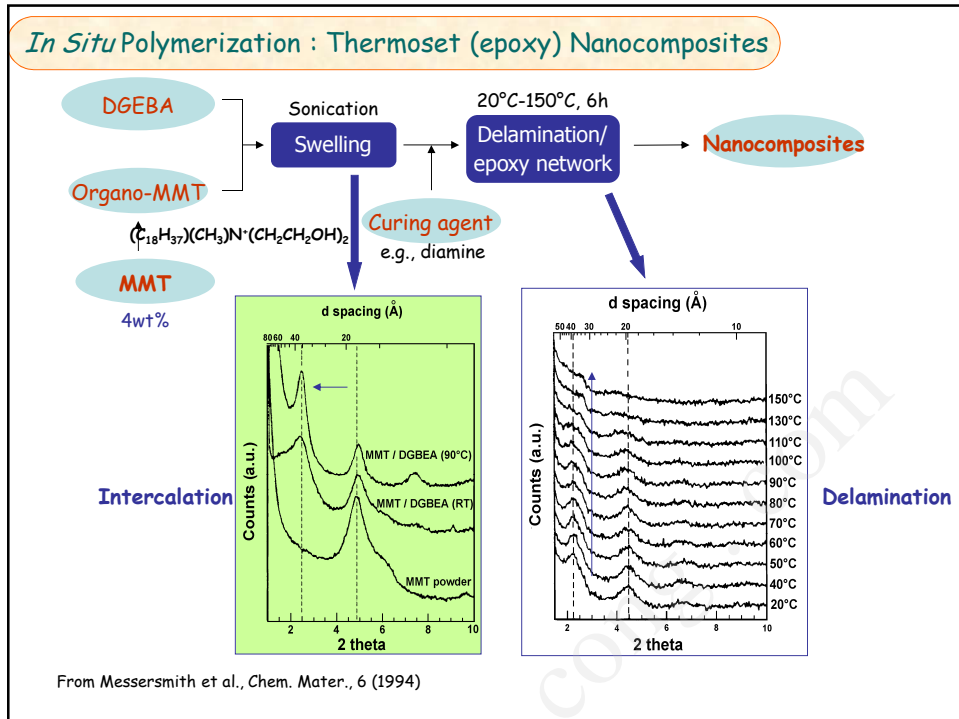 In Situ Polymerization : Thermoset (epoxy) Nanocomposites
DGEBA
Sonication
Swelling
20°C-150°C, 6h
Delamination/
epoxy network
Nanocomposites
Organo-MMT
(C18H37)(CH3)N+(CH2CH2OH)2
Curing agent
e.g., diamine
MMT
4wt%
Intercalation
d spacing (Å)
80 60 40 20
Counts (a.u.)
MMT / DGBEA (90°C)
MMT / DGBEA (RT)
MMT powder
2 4 6 8 10
2 theta
d spacing (Å)
50 40 30 20 10
Counts (a.u.)
150°C
130°C
110°C
100°C
90°C
80°C
70°C
60°C
50°C
40°C
20°C
2 4 6 8 10
2 theta
Delamination
From Messersmith et al., Chem. Mater., 6 (1994)
cong . com